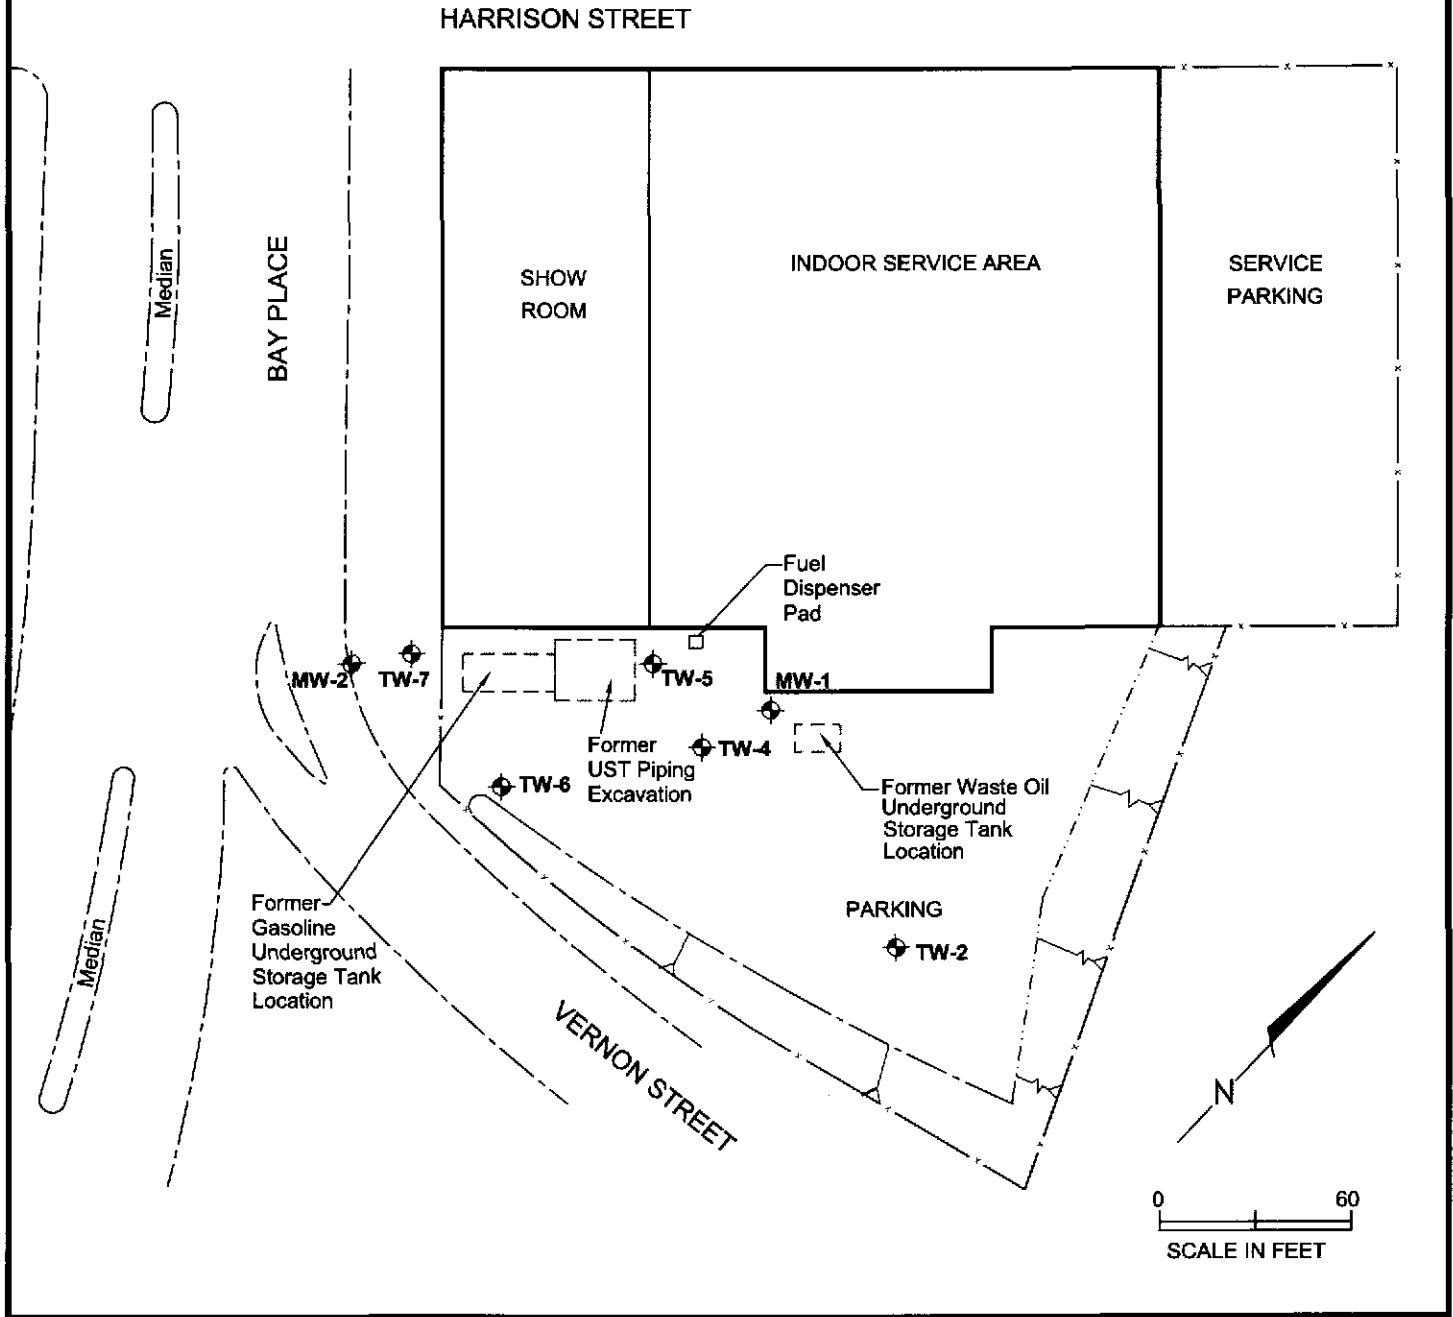 HARRISON STREET
Median
BAY PLACE
SHOW
ROOM
INDOOR SERVICE AREA
SERVICE
PARKING
Fuel
Dispenser
Pad
MW-2
TW-7
TW-5
MW-1
TW-4
TW-6
Former
UST Piping
Excavation
Former Waste Oil
Underground
Storage Tank
Location
Former
Gasoline
Underground
Storage Tank
Location
Median
PARKING
TW-2
VERNON STREET
N
0 60
SCALE IN FEET